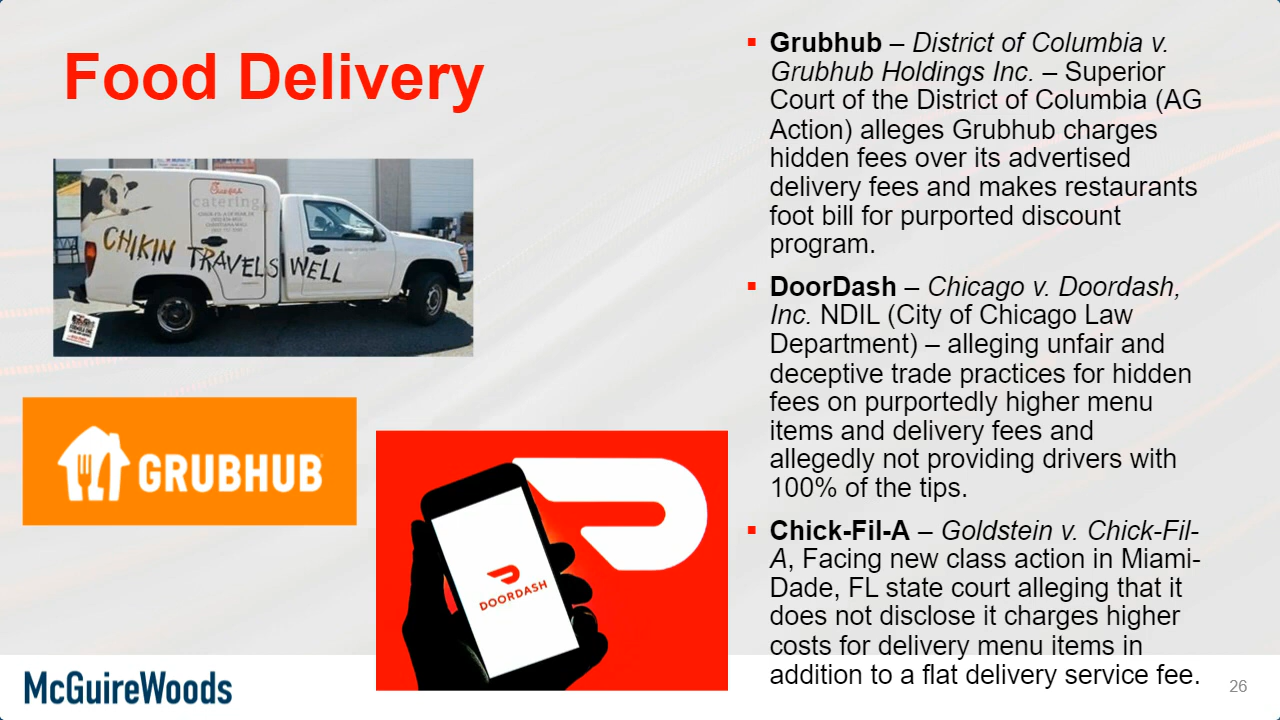 Food Delivery
catering
CHIKIN TRAVELS WELL
GRUBHUB
DOORDASH
▪ Grubhub – District of Columbia v.
Grubhub Holdings Inc. – Superior
Court of the District of Columbia (AG
Action) alleges Grubhub charges
hidden fees over its advertised
delivery fees and makes restaurants
foot bill for purported discount
program.
▪ DoorDash – Chicago v. Doordash,
Inc. NDIL (City of Chicago Law
Department) – alleging unfair and
deceptive trade practices for hidden
fees on purportedly higher menu
items and delivery fees and
allegedly not providing drivers with
100% of the tips.
▪ Chick-Fil-A – Goldstein v. Chick-Fil-
A, Facing new class action in Miami-
Dade, FL state court alleging that it
does not disclose it charges higher
costs for delivery menu items in
addition to a flat delivery service fee.
McGuireWoods
26